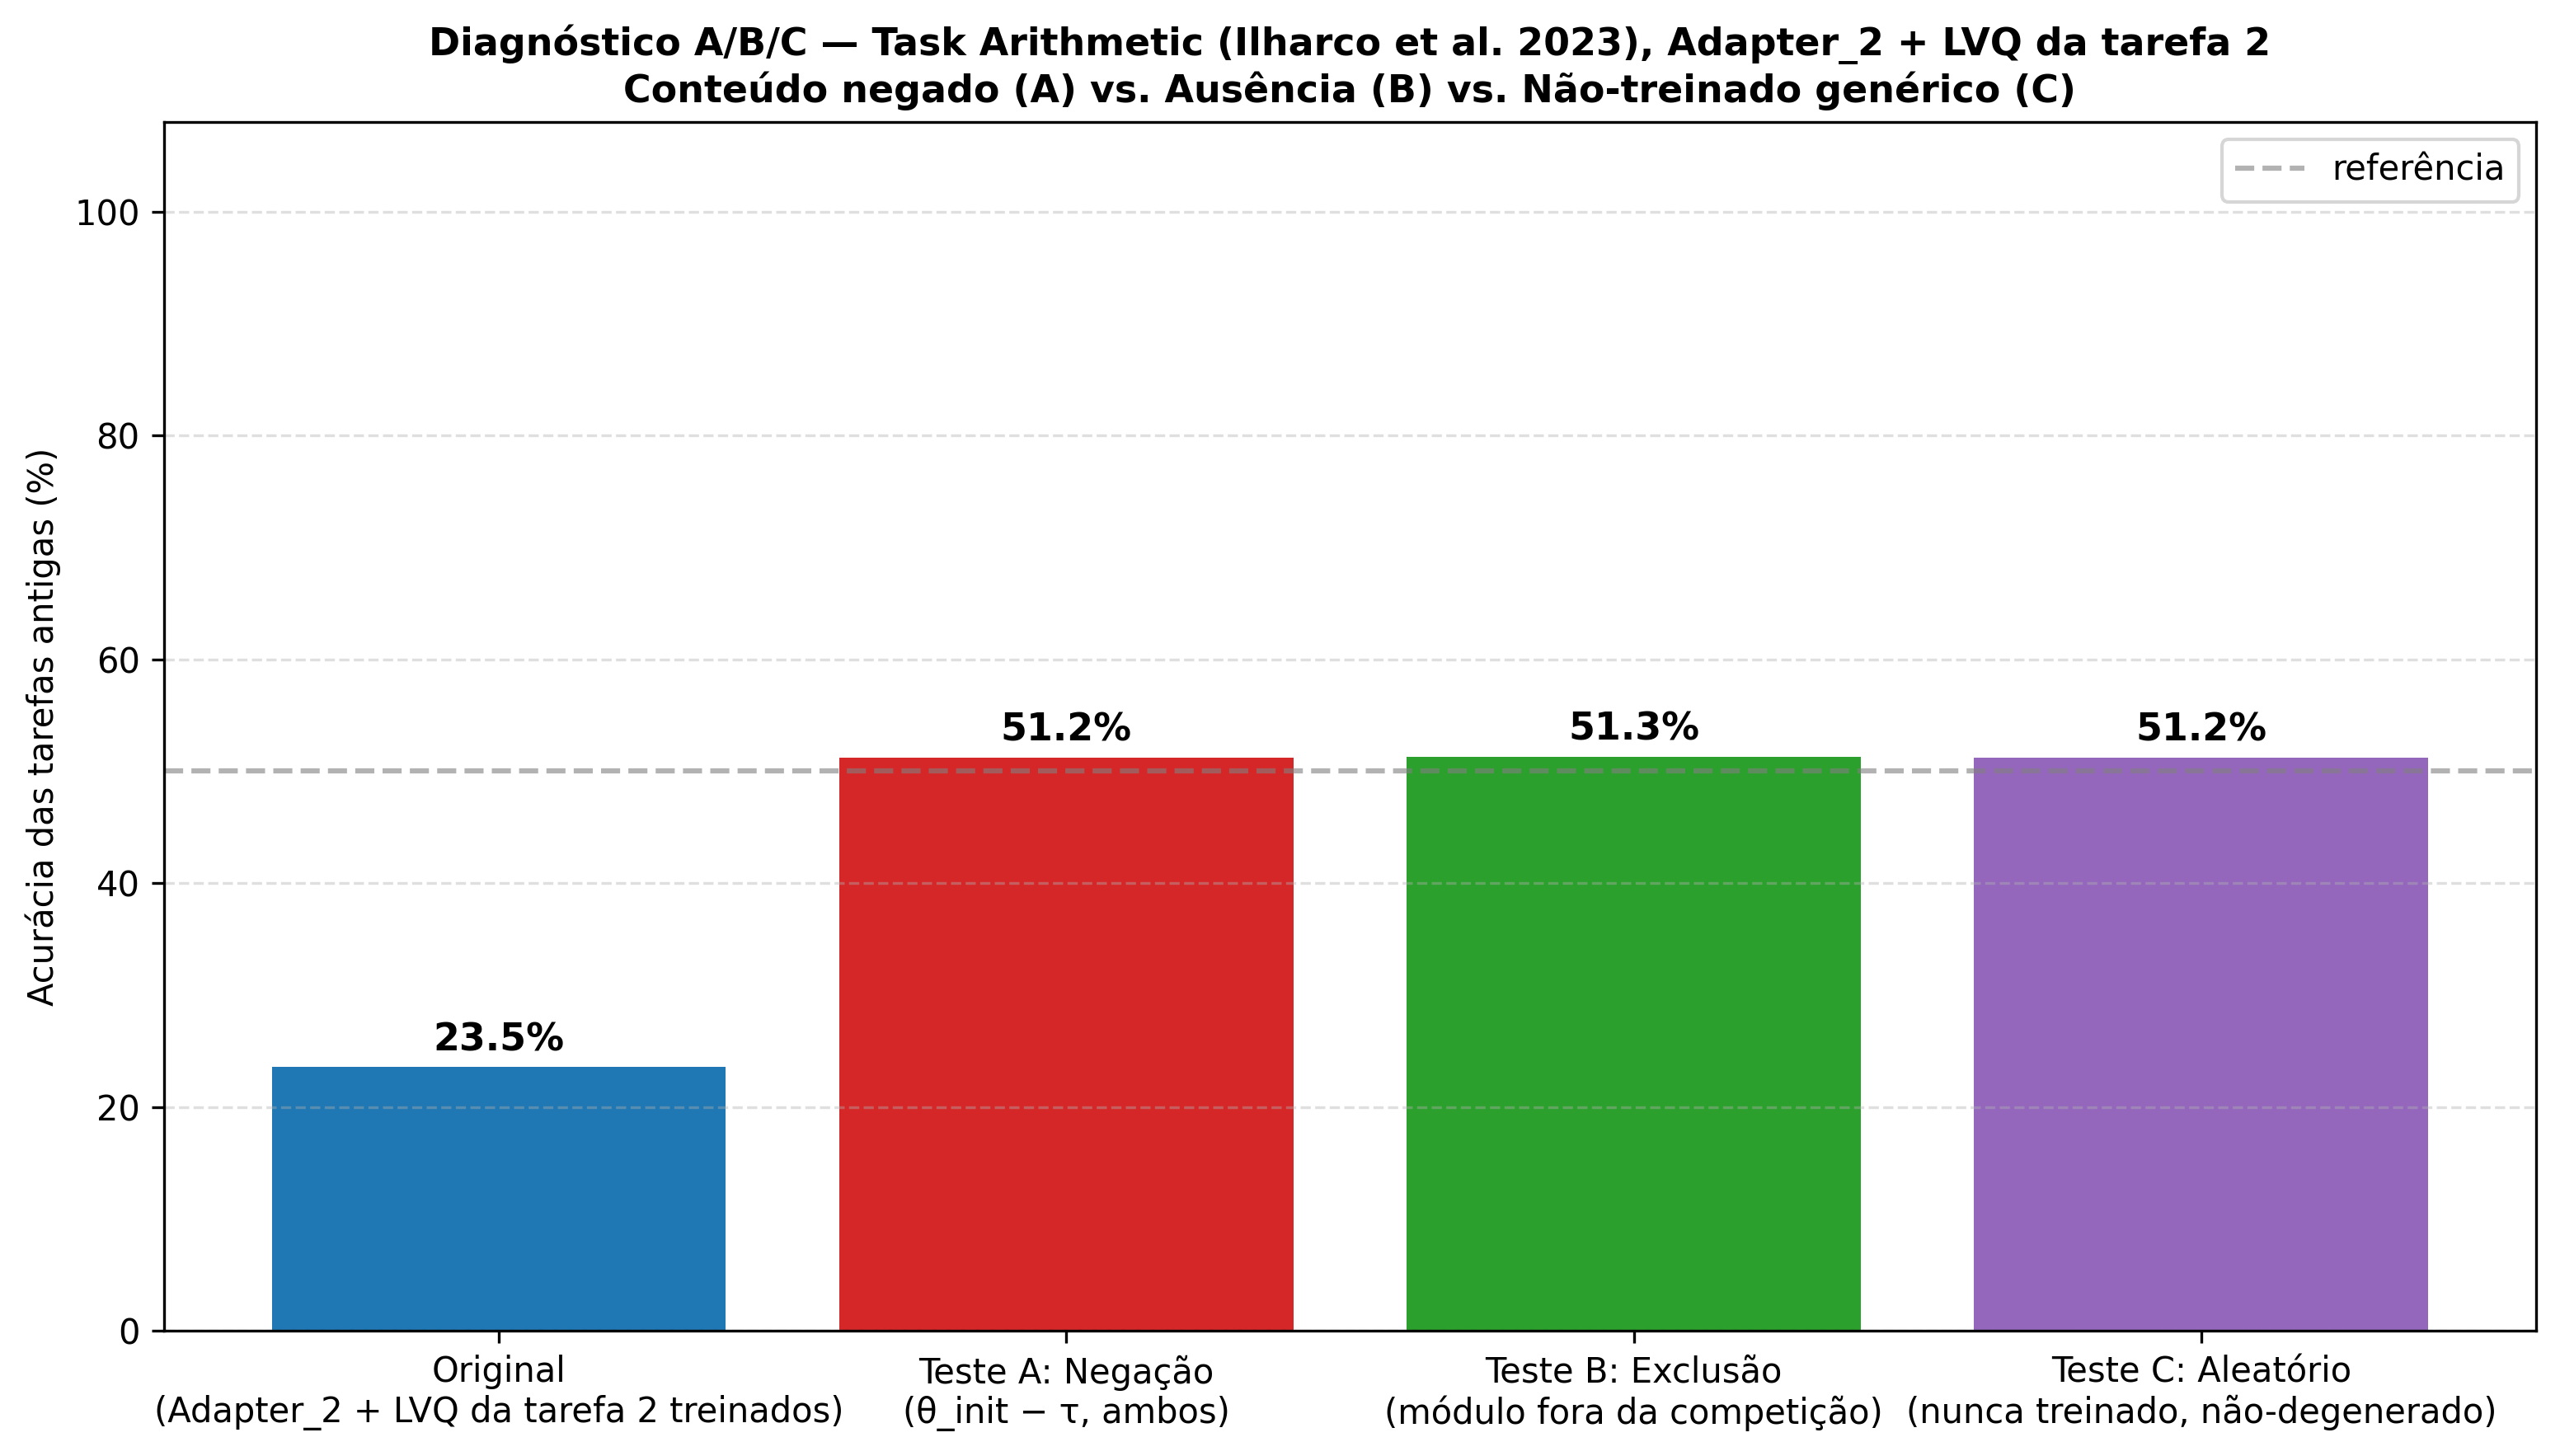 Diagnóstico A/B/C — Task Arithmetic (Ilharco et al. 2023), Adapter_2 + LVQ da tarefa 2
Conteúdo negado (A) vs. Ausência (B) vs. Não-treinado genérico (C)
referência
Acurácia das tarefas antigas (%)
100
80
60
40
20
0
23.5%
51.2%
51.3%
51.2%
Original
(Adapter_2 + LVQ da tarefa 2 treinados)
Teste A: Negação
(θ_init − τ, ambos)
Teste B: Exclusão
(módulo fora da competição)
Teste C: Aleatório
(nunca treinado, não-degenerado)